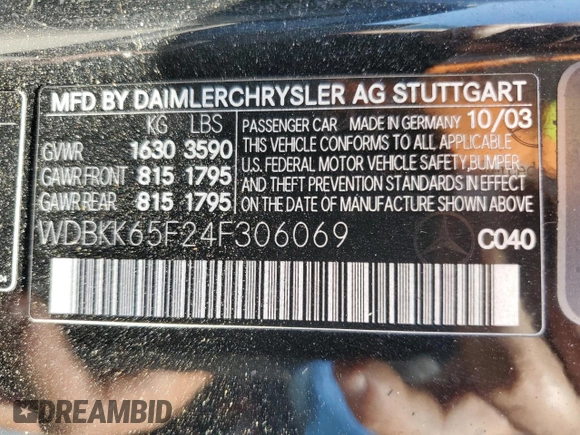 MFD BY DAIMLERCHRYSLER AG STUTTGART
KG LBS
GVWR 1630 3590
GAWR FRONT 815 1795
GAWR REAR 815 1795
PASSENGER CAR MADE IN GERMANY 10/03
THIS VEHICLE CONFORMS TO ALL APPLICABLE
U.S. FEDERAL MOTOR VEHICLE SAFETY, BUMPER,
AND THEFT PREVENTION STANDARDS IN EFFECT
ON THE DATE OF MANUFACTURE SHOWN ABOVE.
WDBKK65F24F306069
C040
DREAMBID